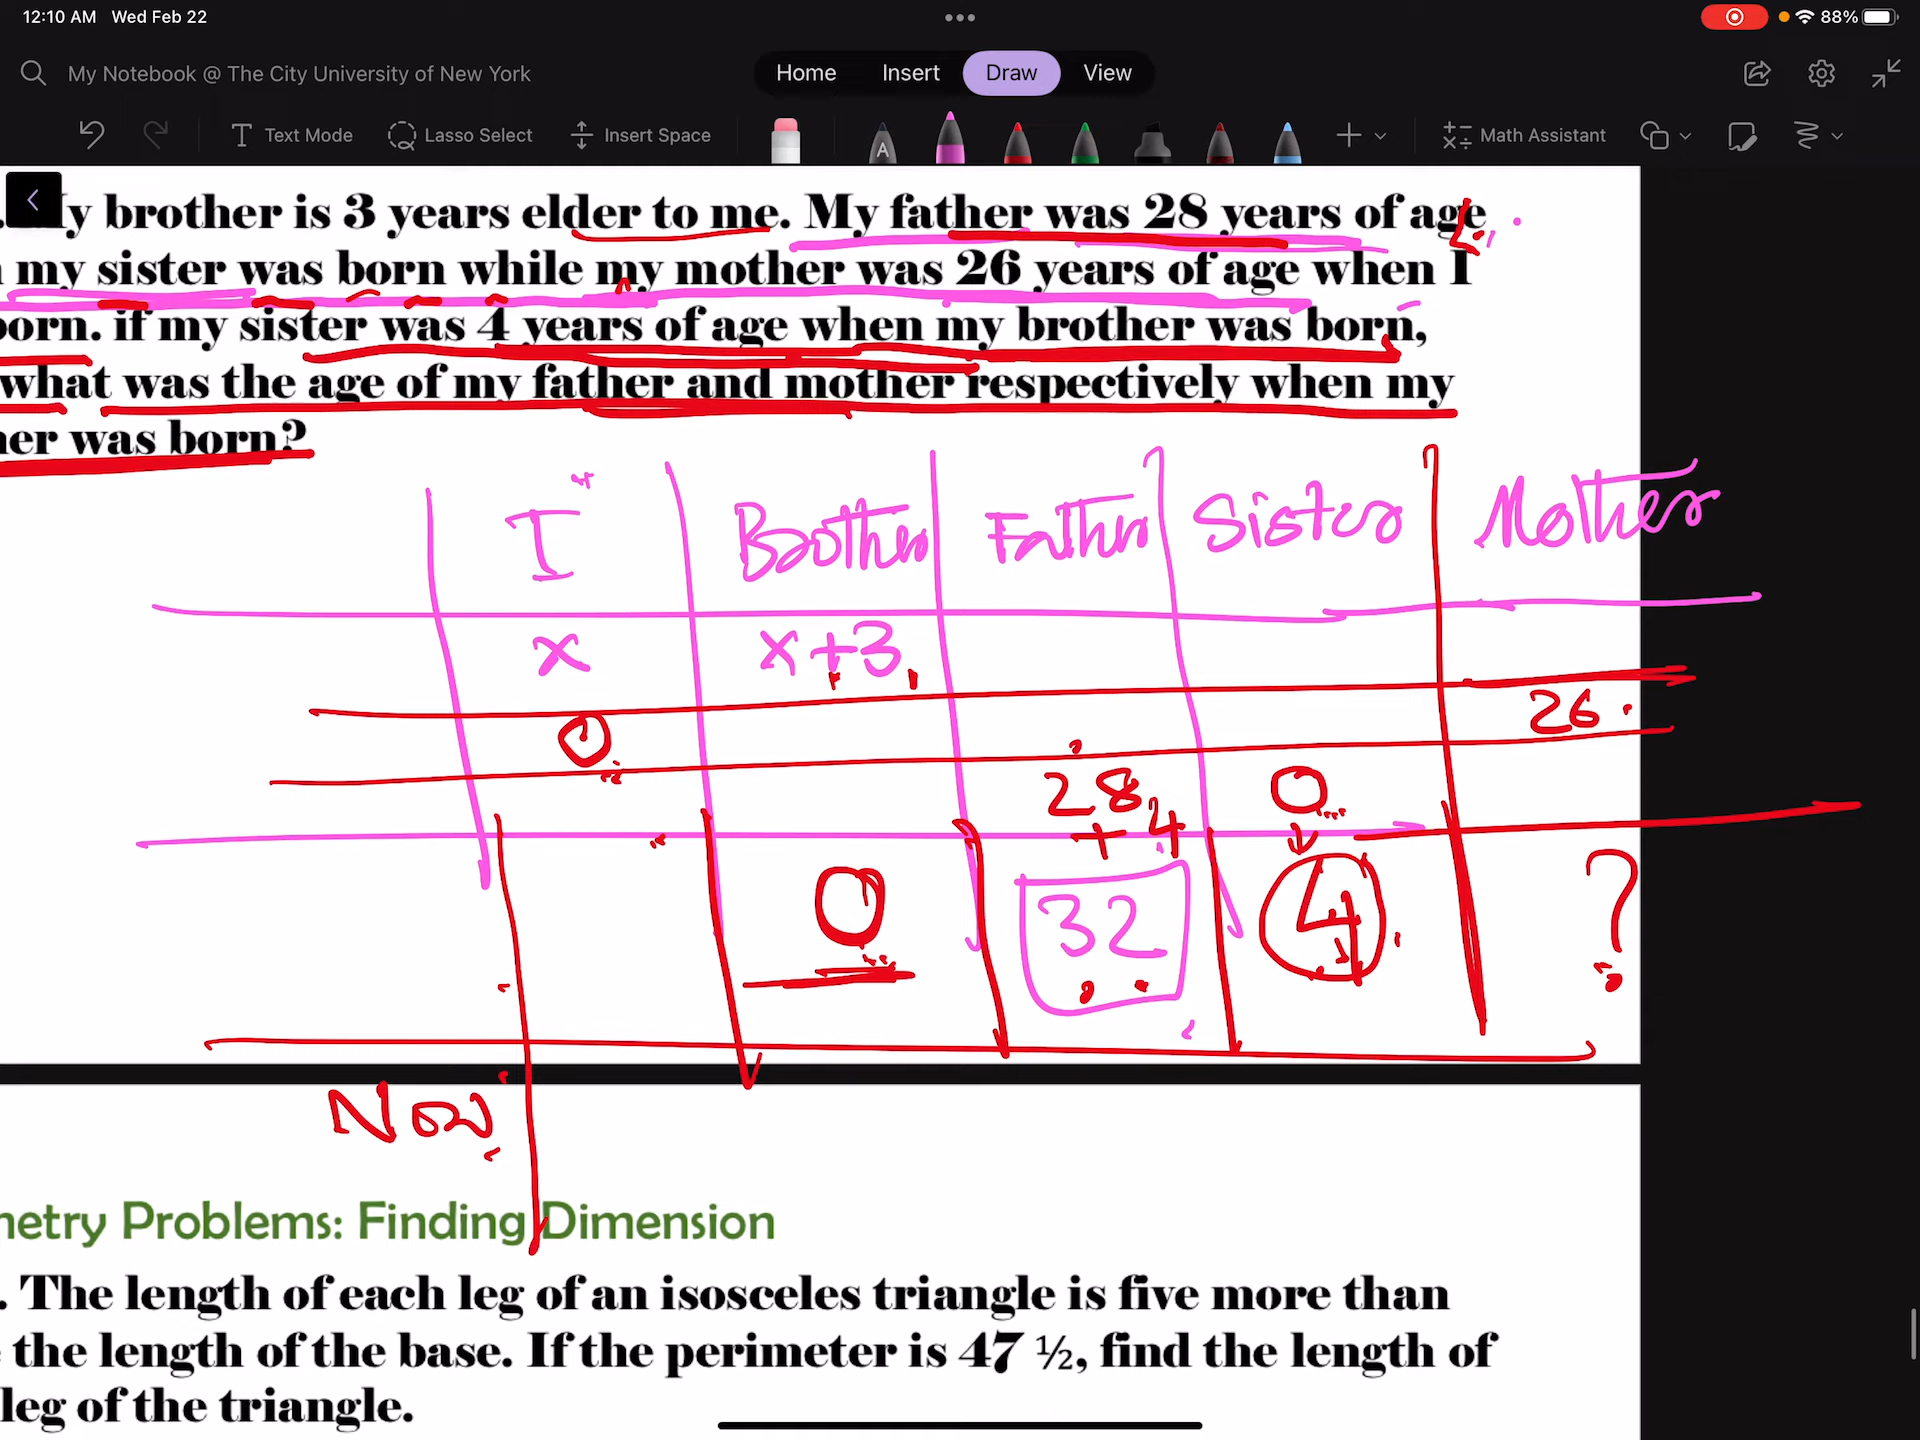 12:10 AM Wed Feb 22
88%
My Notebook @ The City University of New York
Home Insert Draw View
Text Mode Lasso Select Insert Space A Math Assistant
y brother is 3 years elder to me. My father was 28 years of age
my sister was born while my mother was 26 years of age when I
orn. if my sister was 4 years of age when my brother was born,
what was the age of my father and mother respectively when my
er was born?
I Brother Father Sister Mother
x x+3
0 26
28 0
+ 4
0 32 4 ?
Now
netry Problems: Finding Dimension
. The length of each leg of an isosceles triangle is five more than
the length of the base. If the perimeter is 47 ½, find the length of
leg of the triangle.